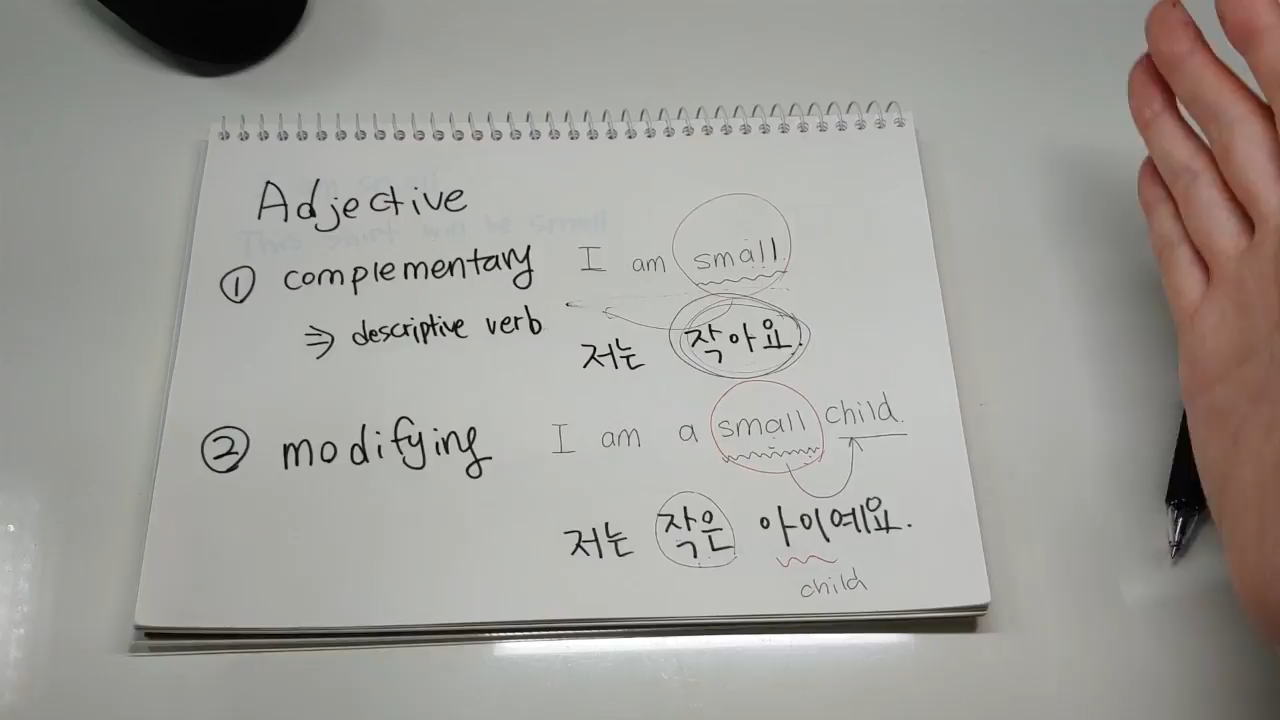 Adjective
① complementary I am small.
⇒ descriptive verb
저는 작아요.
② modifying I am a small child.
저는 작은 아이예요.
child